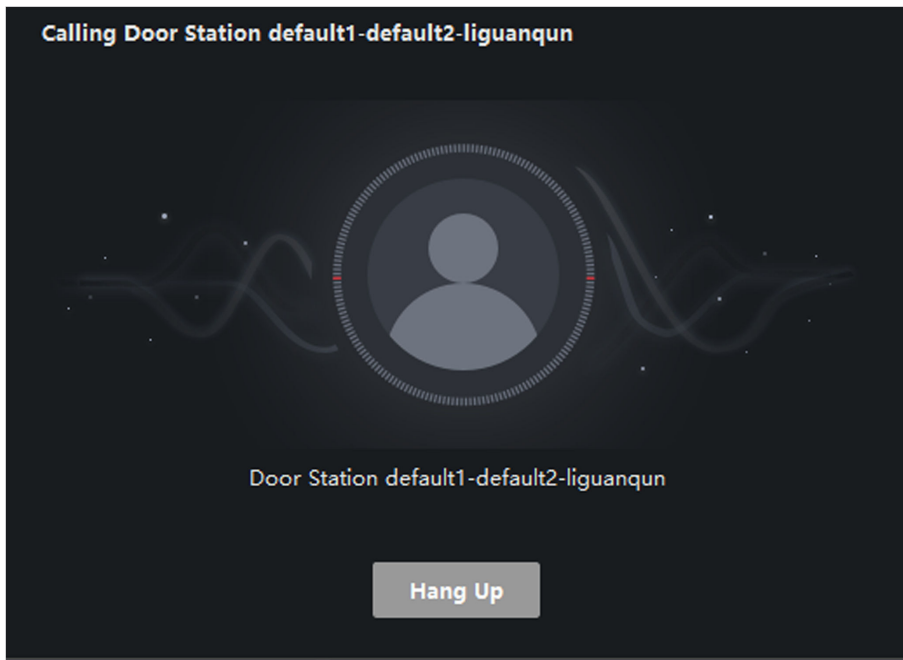 Calling Door Station default1-default2-liguanqun
Door Station default1-default2-liguanqun
Hang Up